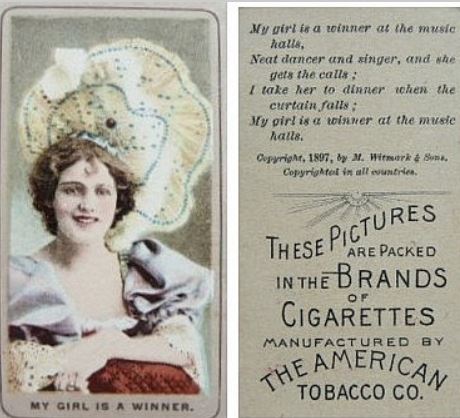 MY GIRL IS A WINNER.
My girl is a winner at the music
halls,
Neat dancer and singer, and she
gets the calls ;
I take her to dinner when the
curtain falls ;
My girl is a winner at the music
halls.
Copyright, 1897, by M. Witmark & Sons.
Copyrighted in all countries.
THESE PICTURES
ARE PACKED
IN THE BRANDS
OF
CIGARETTES
MANUFACTURED BY
THE AMERICAN
TOBACCO CO.